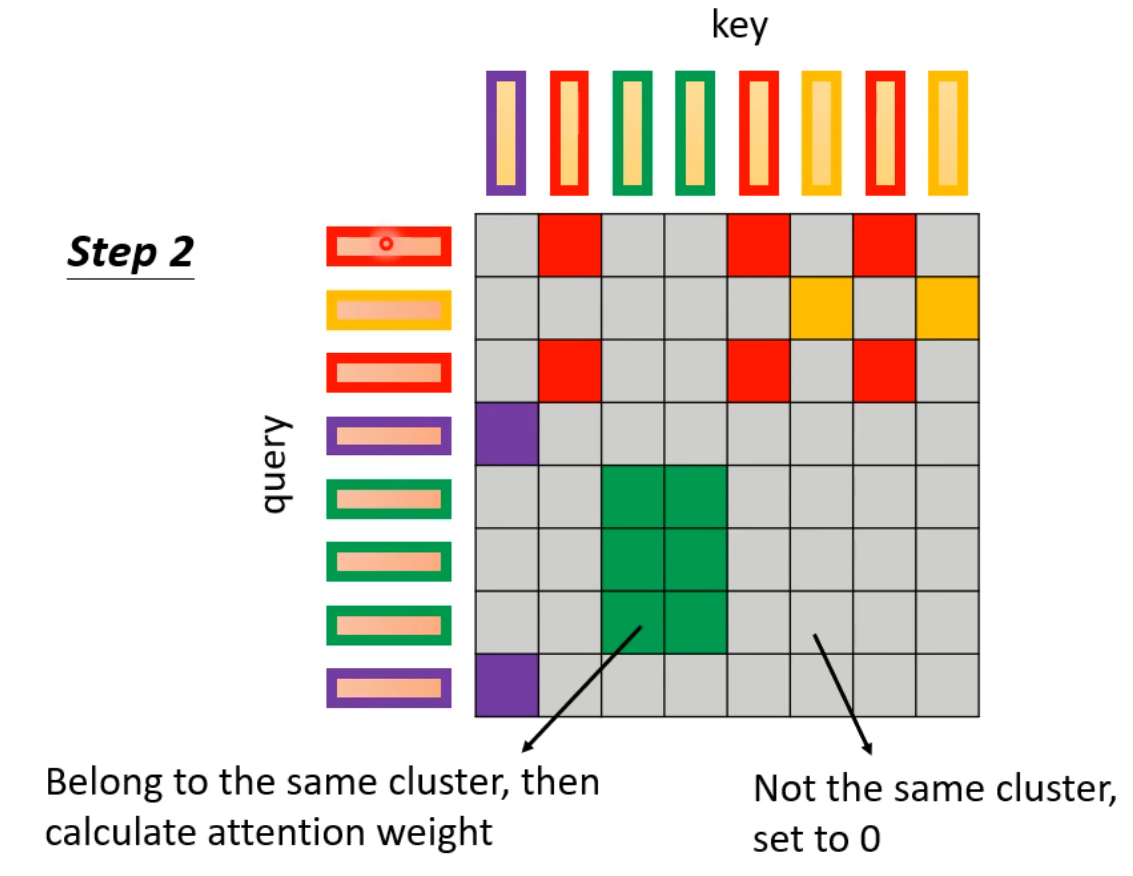 key
Step 2
query
Belong to the same cluster, then
calculate attention weight
Not the same cluster,
set to 0